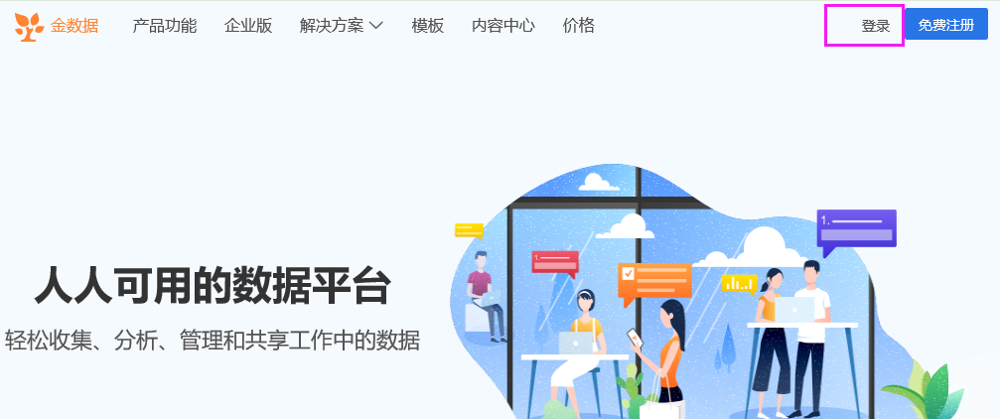 金数据 产品功能 企业版 解决方案 模板 内容中心 价格 登录 免费注册
1.
1.
人人可用的数据平台
轻松收集、分析、管理和共享工作中的数据